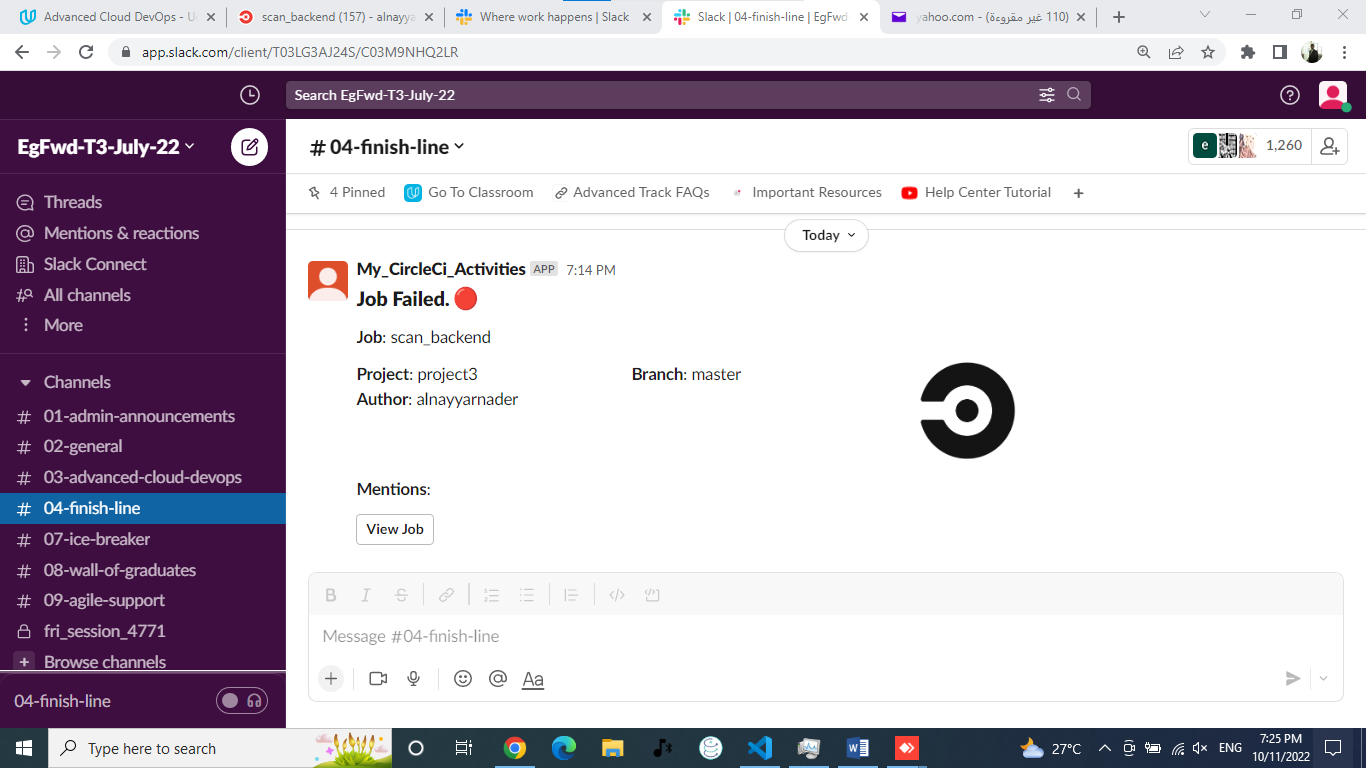 Advanced Cloud DevOps - U
scan_backend (157) - alnayya
Where work happens | Slack
Slack | 04-finish-line | EgFwd
yahoo.com - (110 غير مقروءة)
app.slack.com/client/T03LG3AJ24S/C03M9NHQ2LR
Search EgFwd-T3-July-22
EgFwd-T3-July-22
Threads
Mentions & reactions
Slack Connect
All channels
More
Channels
# 01-admin-announcements
# 02-general
# 03-advanced-cloud-devops
# 04-finish-line
# 07-ice-breaker
# 08-wall-of-graduates
# 09-agile-support
fri_session_4771
+ Browse channels
04-finish-line
# 04-finish-line
e
1,260
4 Pinned
Go To Classroom
Advanced Track FAQs
Important Resources
Help Center Tutorial
+
Today
My_CircleCi_Activities APP 7:14 PM
Job Failed. 🔴
Job: scan_backend
Project: project3 Branch: master
Author: alnayyarnader
Mentions:
View Job
B I S
Message #04-finish-line
Aa
Type here to search
27°C
ENG
7:25 PM
10/11/2022